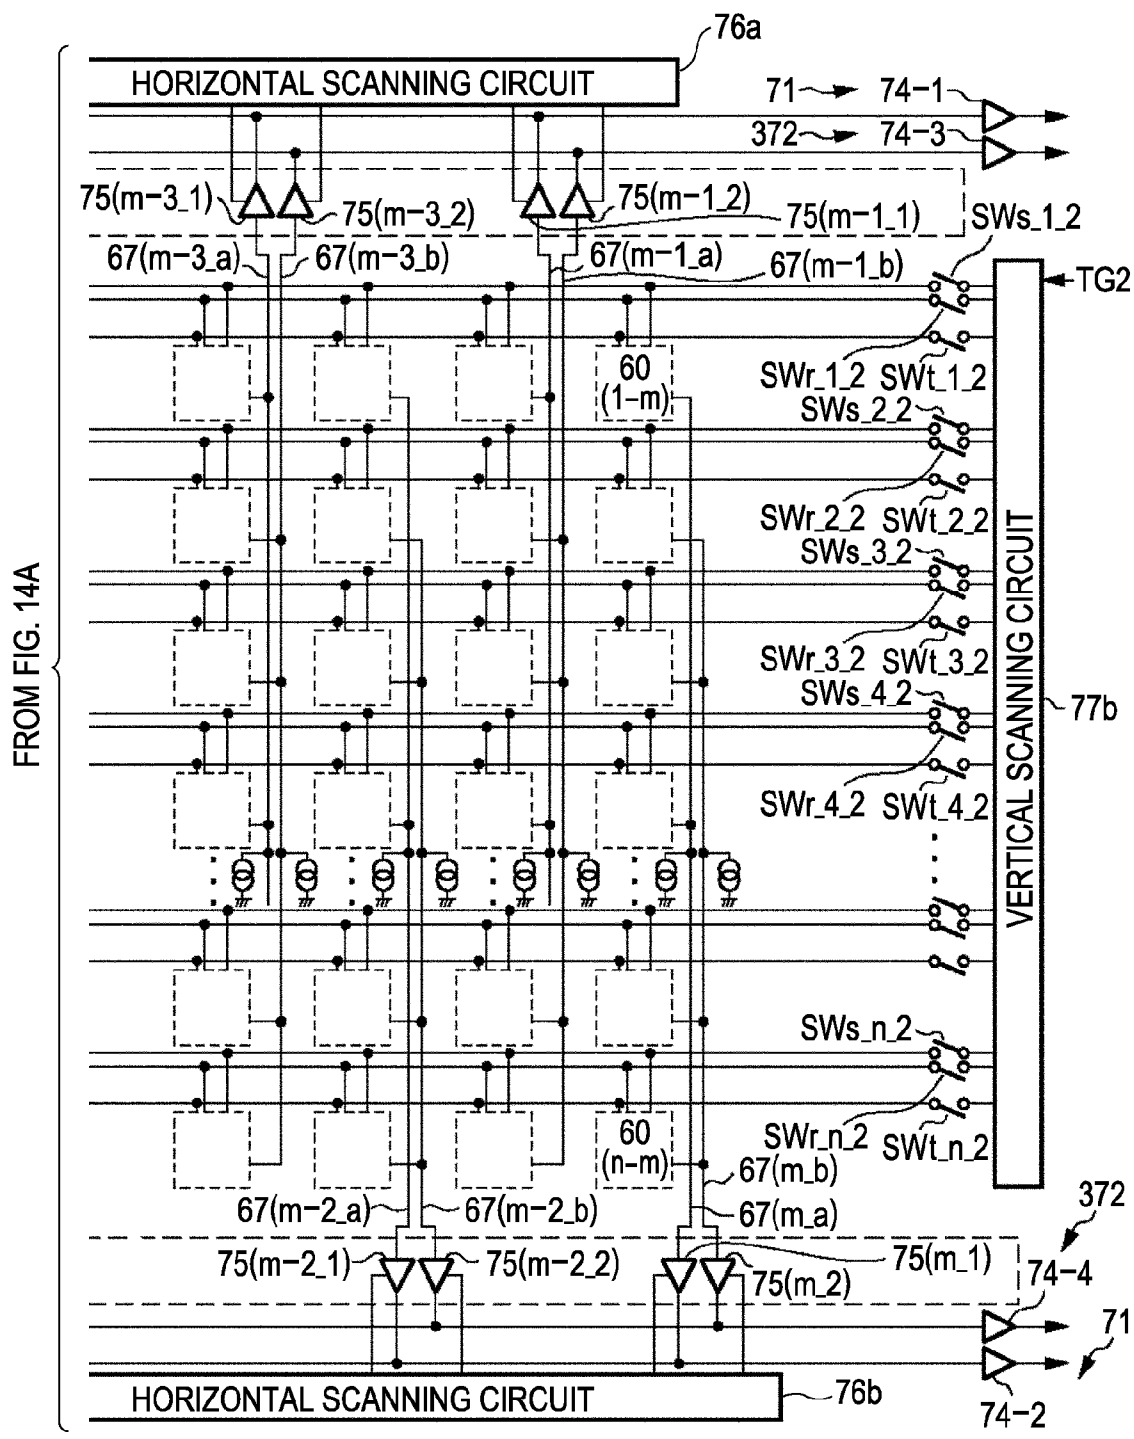 76a
HORIZONTAL SCANNING CIRCUIT
71 74-1
372 74-3
75(m-3_1) 75(m-3_2) 75(m-1_2) 75(m-1_1)
SWs_1_2
67(m-3_a) 67(m-3_b) 67(m-1_a) 67(m-1_b)
TG2
60
(1-m)
SWr_1_2 SWt_1_2
SWs_2_2
SWr_2_2 SWt_2_2
SWs_3_2
SWr_3_2 SWt_3_2
SWs_4_2
SWr_4_2 SWt_4_2
77b
VERTICAL SCANNING CIRCUIT
FROM FIG. 14A
SWs_n_2
60
(n-m)
SWr_n_2 SWt_n_2
67(m_b)
67(m-2_a) 67(m-2_b) 67(m_a)
372
75(m-2_1) 75(m-2_2) 75(m_1)
75(m_2) 74-4
71
HORIZONTAL SCANNING CIRCUIT
76b 74-2